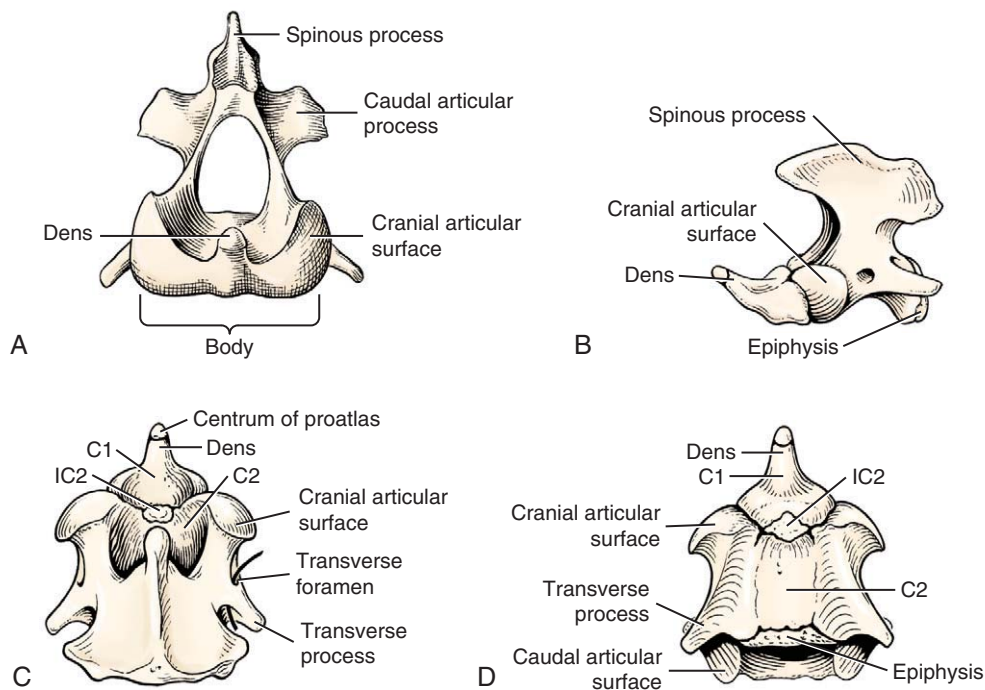 Spinous process
Caudal articular
process
Dens
Cranial articular
surface
A
Body
Spinous process
Cranial articular
surface
Dens
B
Epiphysis
Centrum of proatlas
C1
Dens
IC2
C2
Cranial articular
surface
Transverse
foramen
Transverse
process
C
Dens
C1
IC2
Cranial articular
surface
Transverse
process
C2
Caudal articular
surface
Epiphysis
D